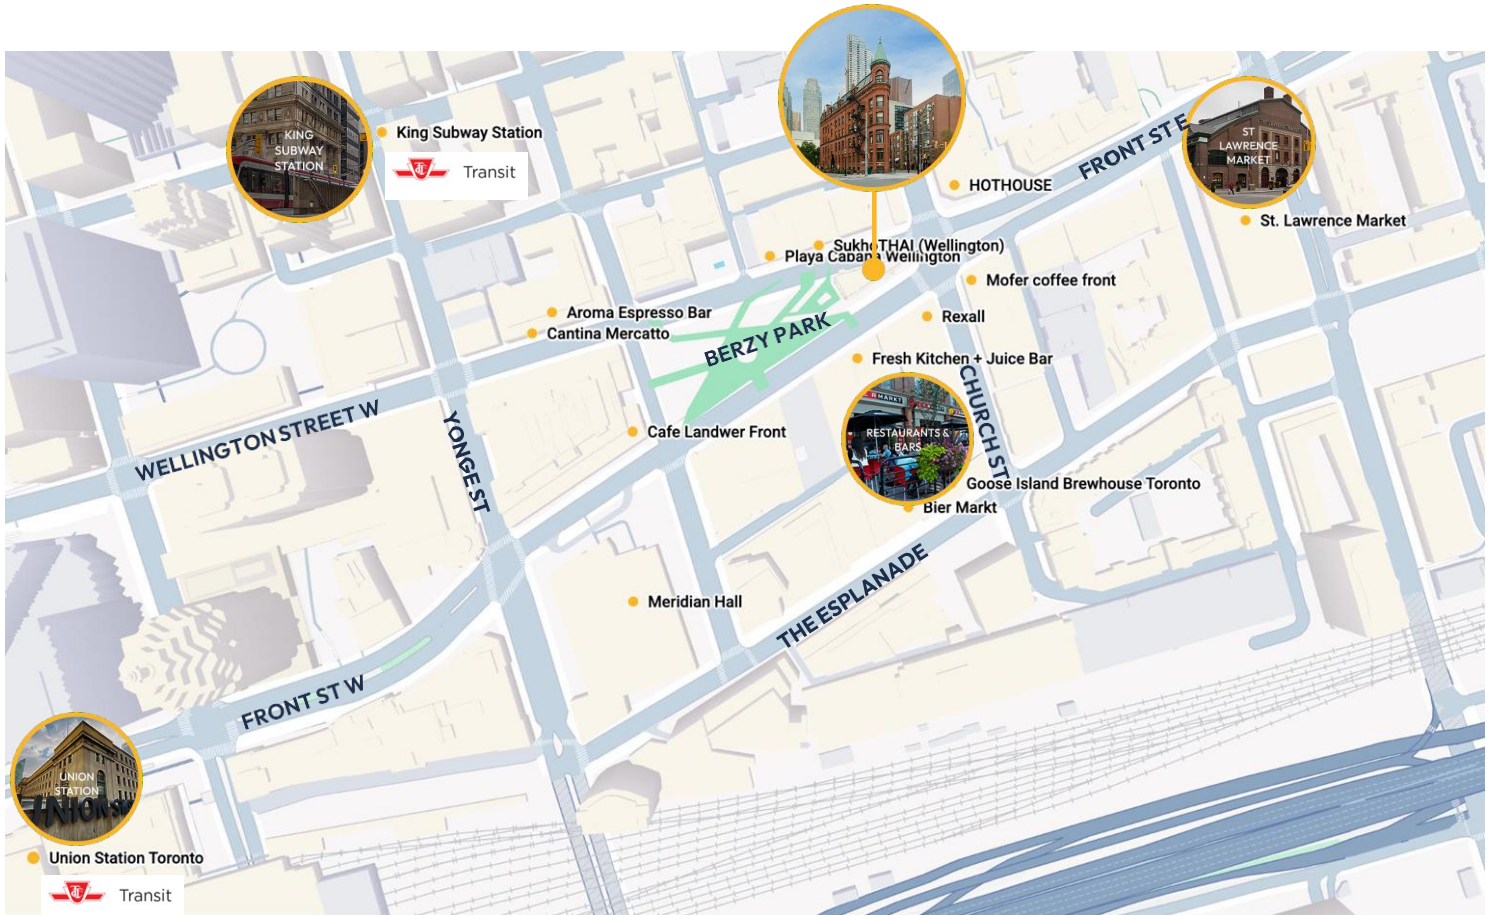 KING
SUBWAY
STATION
King Subway Station
TTC
Transit
FRONT ST E
ST
LAWRENCE
MARKET
HOTHOUSE
St. Lawrence Market
SukhoTHAI (Wellington)
Playa Cabana Wellington
Mofer coffee front
Aroma Espresso Bar
Rexall
Cantina Mercatto
BERZY PARK
Fresh Kitchen + Juice Bar
CHURCH ST
WELLINGTON STREET W
YONGE ST
Cafe Landwer Front
RESTAURANTS &
BARS
Goose Island Brewhouse Toronto
Bier Markt
THE ESPLANADE
Meridian Hall
FRONT ST W
UNION
STATION
Union Station Toronto
TTC
Transit